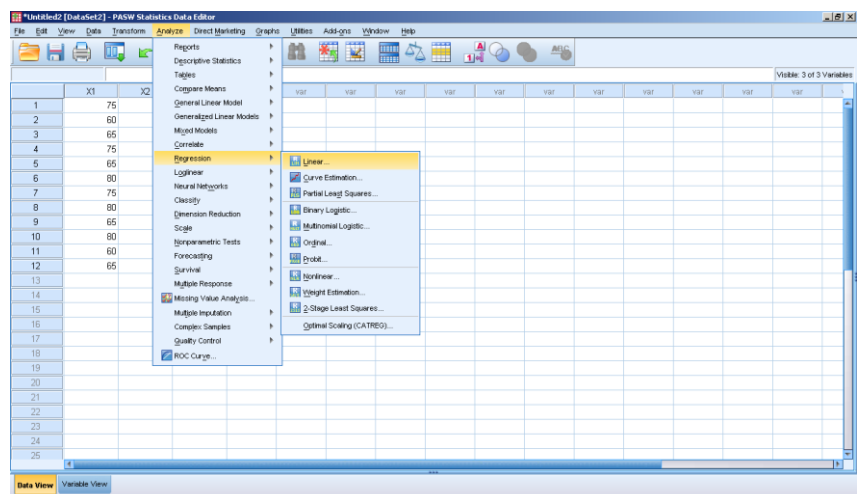 *Untitled2 [DataSet2] - PASW Statistics Data Editor
File Edit View Data Transform Analyze Direct Marketing Graphs Utilities Add-ons Window Help
Visible: 3 of 3 Variables
X1 X2 var var var var var var var var var var
1 75
2 60
3 65
4 75
5 65
6 80
7 75
8 80
9 65
10 80
11 60
12 65
13
14
15
16
17
18
19
20
21
22
23
24
25
Reports
Descriptive Statistics
Tables
Compare Means
General Linear Model
Generalized Linear Models
Mixed Models
Correlate
Regression
Loglinear
Neural Networks
Classify
Dimension Reduction
Scale
Nonparametric Tests
Forecasting
Survival
Multiple Response
Missing Value Analysis...
Multiple Imputation
Complex Samples
Quality Control
ROC Curve...
Linear...
Curve Estimation...
Partial Least Squares...
Binary Logistic...
Multinomial Logistic...
Ordinal...
Probit...
Nonlinear...
Weight Estimation...
2-Stage Least Squares...
Optimal Scaling (CATREG)...
Data View Variable View